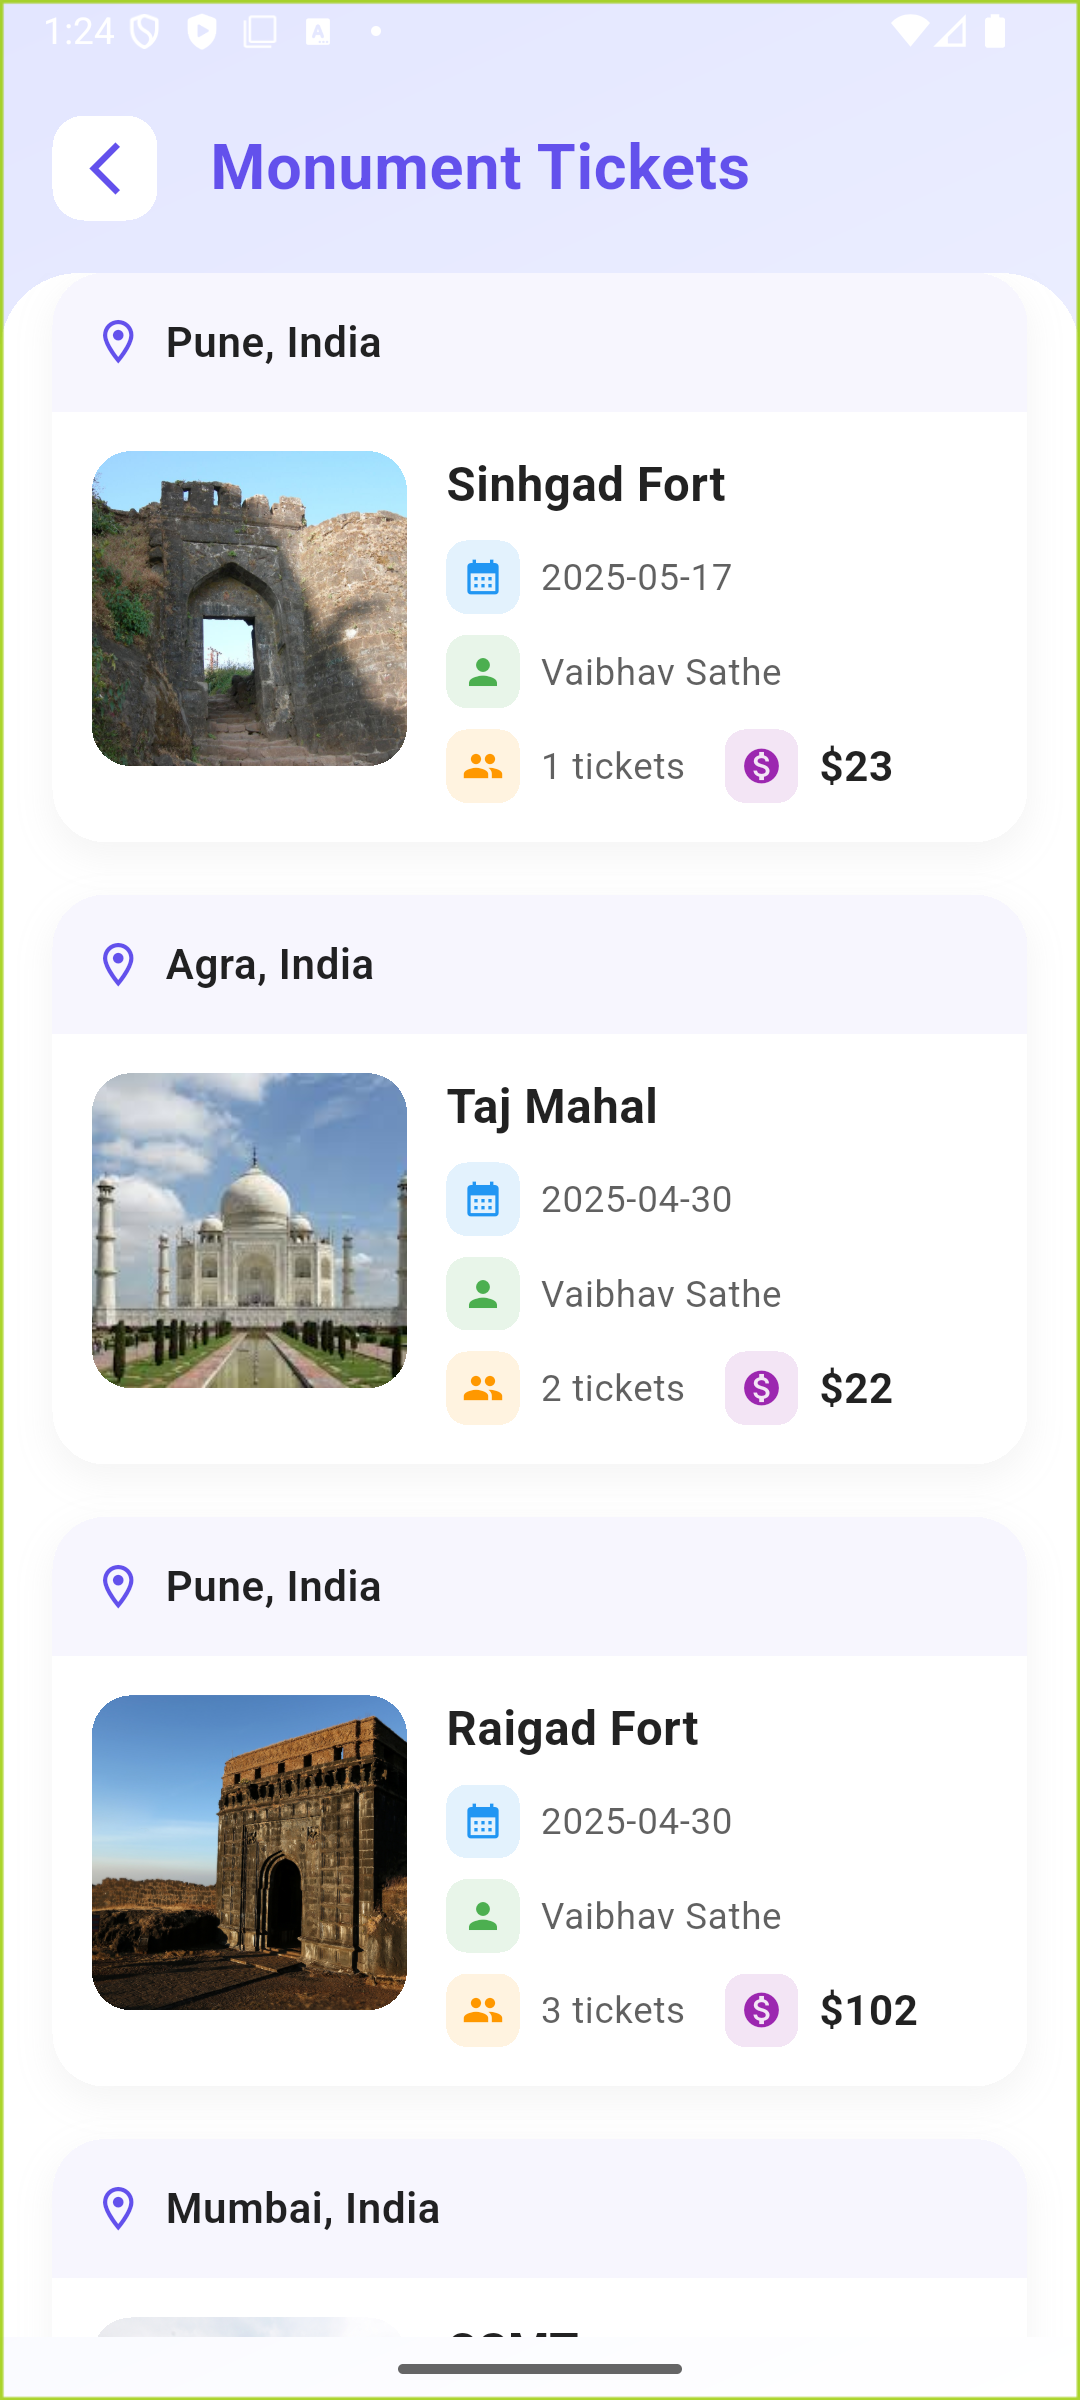 1:24
Monument Tickets
Pune, India
Sinhgad Fort
2025-05-17
Vaibhav Sathe
1 tickets $23
Agra, India
Taj Mahal
2025-04-30
Vaibhav Sathe
2 tickets $22
Pune, India
Raigad Fort
2025-04-30
Vaibhav Sathe
3 tickets $102
Mumbai, India